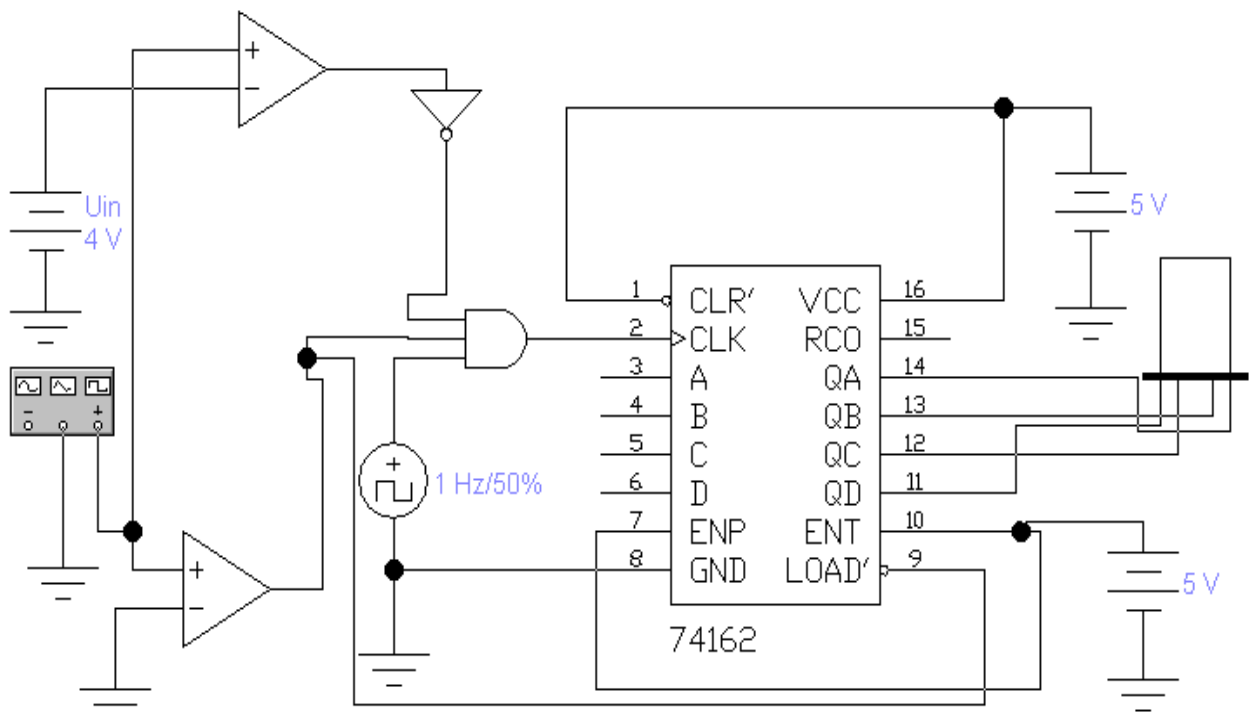 +
−
Uin
4 V
5 V
− +
+
−
+
1 Hz/50%
1 CLR' VCC 16
2 CLK RCO 15
3 A QA 14
4 B QB 13
5 C QC 12
6 D QD 11
7 ENP ENT 10
8 GND LOAD' 9
74162
5 V